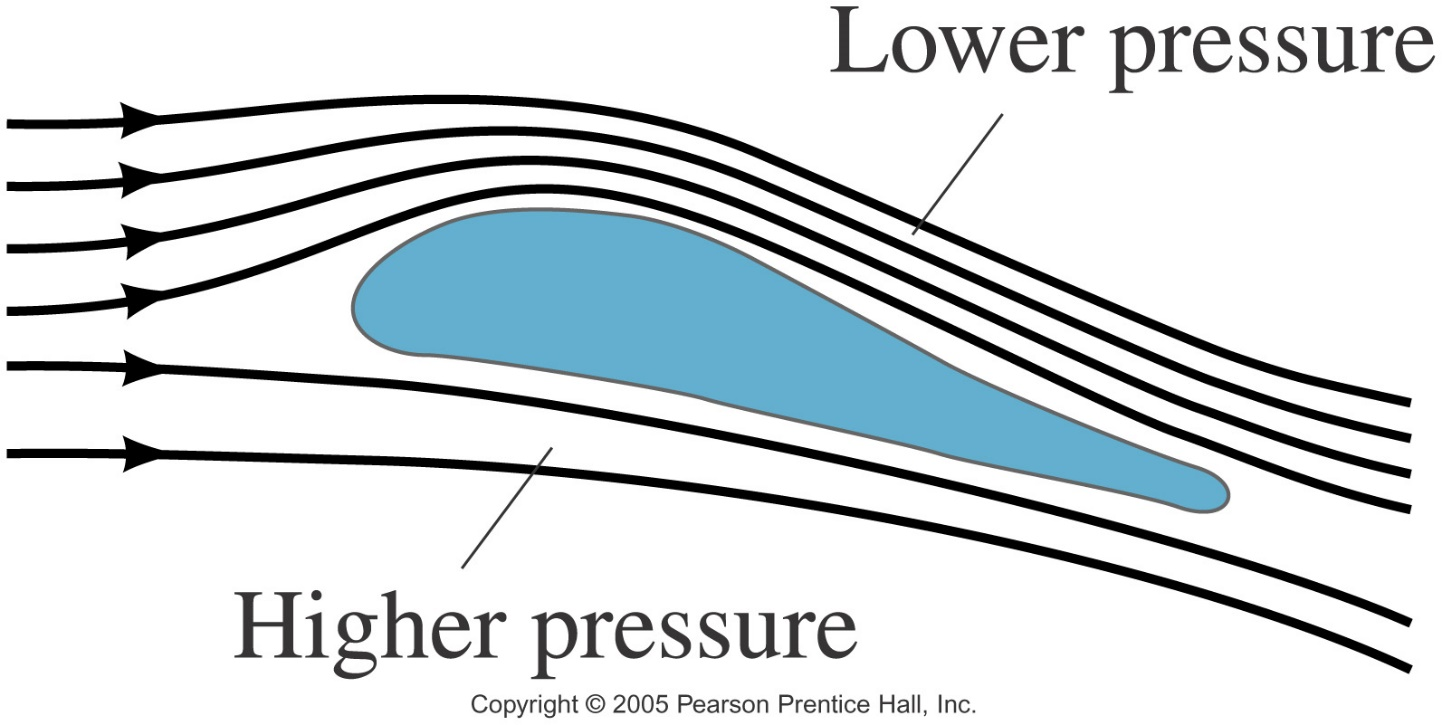 Lower pressure
Higher pressure
Copyright © 2005 Pearson Prentice Hall, Inc.